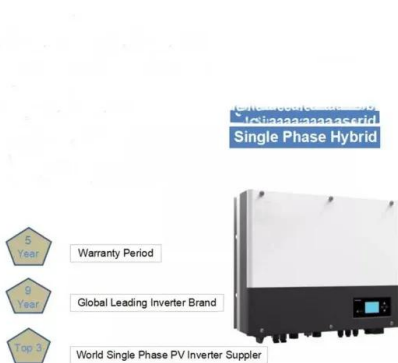 Single Phase Hybrid
5
Year
Warranty Period
9
Year
Global Leading Inverter Brand
Top 3
World Single Phase PV Inverter Suppler